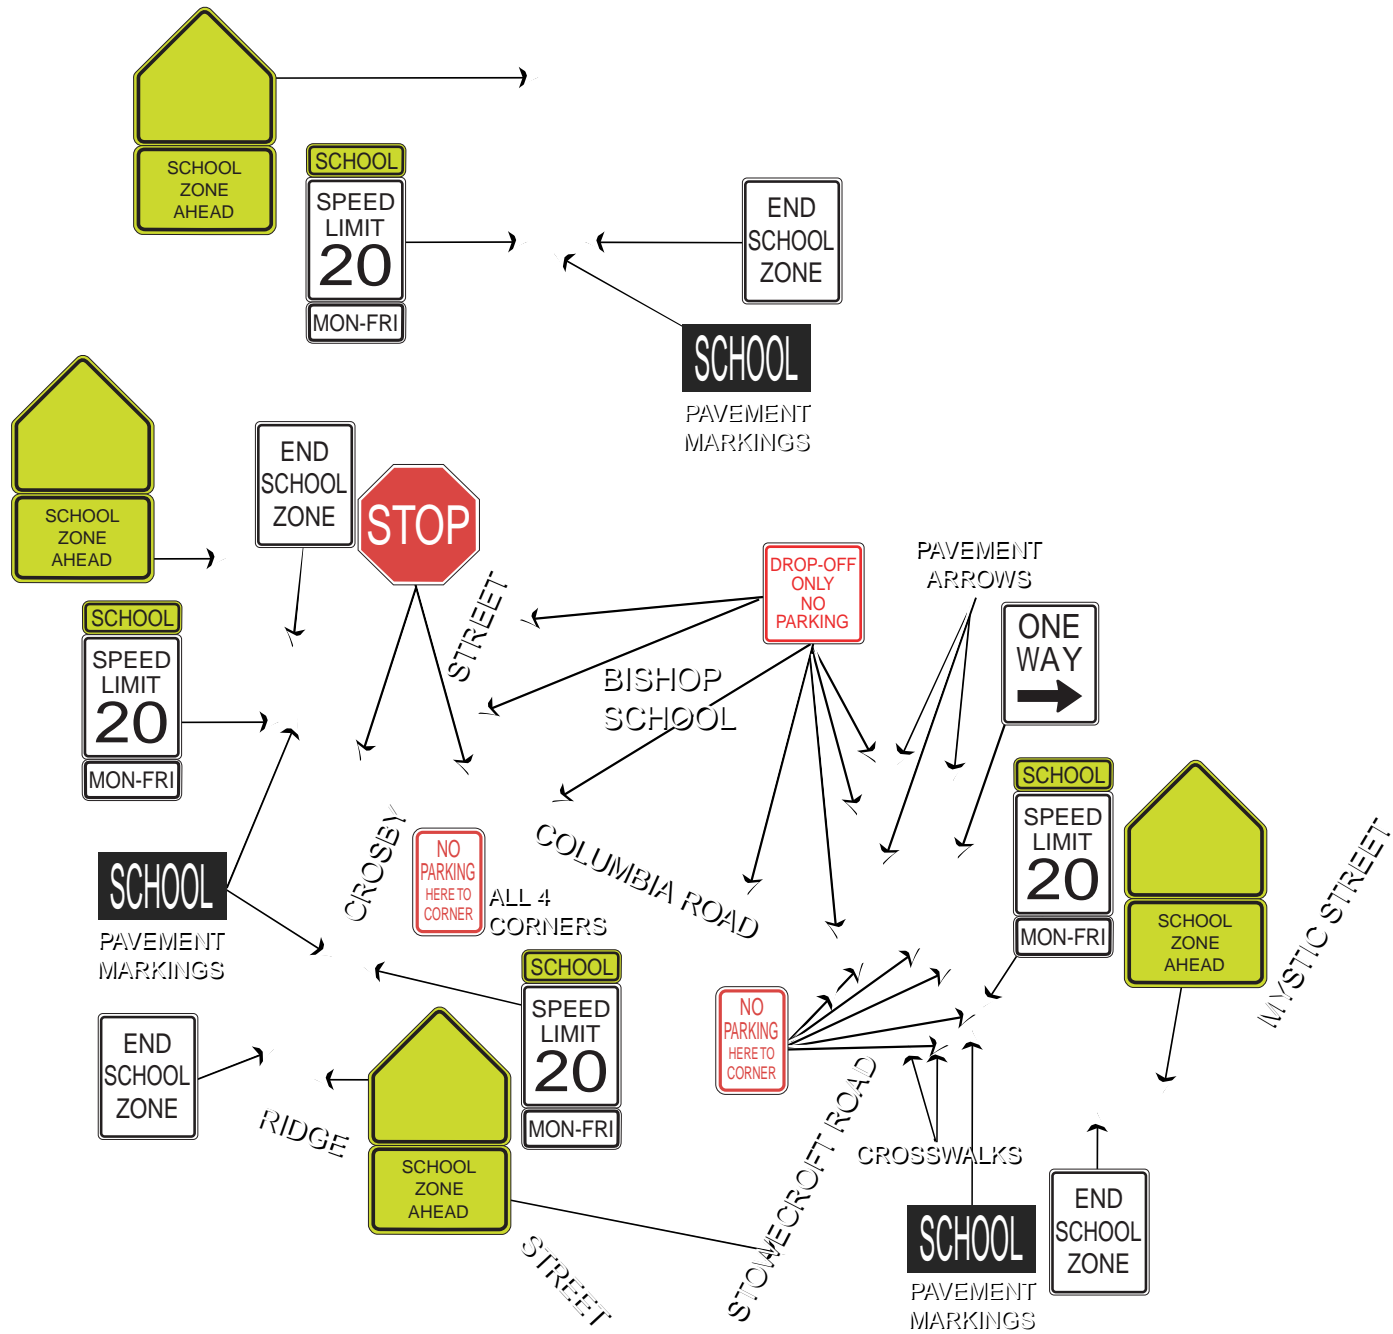 SCHOOL
ZONE
AHEAD
SCHOOL
SPEED
LIMIT
20
MON-FRI
END
SCHOOL
ZONE
SCHOOL
PAVEMENT
MARKINGS
SCHOOL
ZONE
AHEAD
END
SCHOOL
ZONE
STOP
STREET
SCHOOL
SPEED
LIMIT
20
MON-FRI
DROP-OFF
ONLY
NO
PARKING
PAVEMENT
ARROWS
ONE
WAY
BISHOP
SCHOOL
CROSBY
COLUMBIA ROAD
NO
PARKING
HERE TO
CORNER
ALL 4
CORNERS
SCHOOL
PAVEMENT
MARKINGS
SCHOOL
SPEED
LIMIT
20
MON-FRI
SCHOOL
ZONE
AHEAD
MYSTIC STREET
END
SCHOOL
ZONE
RIDGE
SCHOOL
ZONE
AHEAD
STREET
SCHOOL
SPEED
LIMIT
20
MON-FRI
NO
PARKING
HERE TO
CORNER
STOWECROFT ROAD
CROSSWALKS
SCHOOL
PAVEMENT
MARKINGS
END
SCHOOL
ZONE